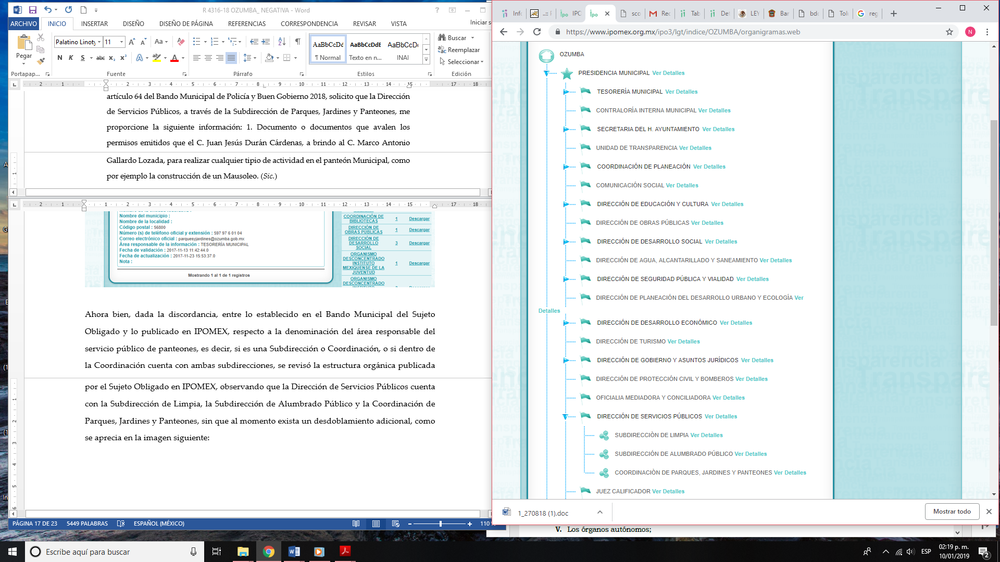 R 4316-18 OZUMBA_ NEGATIVA - Word
ARCHIVO INICIO INSERTAR DISEÑO DISEÑO DE PÁGINA REFERENCIAS CORRESPONDENCIA REVISAR VISTA Iniciar s
Pegar
Palatino Linoty 11
N K S abc
AaBbCcDd AaBbCcDdE AaBbCcDd
¶ Normal Texto en n... INAI
Buscar
Reemplazar
Seleccionar
Portapap... Fuente Párrafo Estilos Edición
artículo 64 del Bando Municipal de Policía y Buen Gobierno 2018, solicito que la Dirección
de Servicios Públicos, a través de la Subdirección de Parques, Jardines y Panteones, me
proporcione la siguiente información: 1. Documento o documentos que avalen los
permisos emitidos que el C. Juan Jesús Durán Cárdenas, a brindo al C. Marco Antonio
Gallardo Lozada, para realizar cualquier tipio de actividad en el panteón Municipal, como
por ejemplo la construcción de un Mausoleo. (Sic.)
Nombre del municipio :
Nombre de la localidad :
Código postal : 56800
Número (s) de teléfono oficial y extensión : 597 97 6 01 04
Correo electrónico oficial : parquesyjardines@ozumba.gob.mx
Área responsable de la información : TESORERÍA MUNICIPAL
Fecha de validación : 2017-11-13 11:42:44.0
Fecha de actualización : 2017-11-23 15:53:37.0
Nota :
Mostrando 1 al 1 de 1 registros
COORDINACIÓN DE BIBLIOTECAS 1 Descargar
DIRECCIÓN DE OBRAS PUBLICAS 1 Descargar
DIRECCIÓN DE DESARROLLO SOCIAL 3 Descargar
ORGANISMO DESCONCENTRADO INSTITUTO MEXIQUENSE DE LA JUVENTUD 1 Descargar
ORGANISMO DESCONCENTRADO
Ahora bien, dada la discordancia, entre lo establecido en el Bando Municipal del Sujeto
Obligado y lo publicado en IPOMEX, respecto a la denominación del área responsable del
servicio público de panteones, es decir, si es una Subdirección o Coordinación, o si dentro de
la Coordinación cuenta con ambas subdirecciones, se revisó la estructura orgánica publicada
por el Sujeto Obligado en IPOMEX, observando que la Dirección de Servicios Públicos cuenta
con la Subdirección de Limpia, la Subdirección de Alumbrado Público y la Coordinación de
Parques, Jardines y Panteones, sin que al momento exista un desdoblamiento adicional, como
se aprecia en la imagen siguiente:
PÁGINA 17 DE 23 5449 PALABRAS ESPAÑOL (MÉXICO) 110
Info IPO sco Rec Tab Det LEY Ban bdo Tolu reg
https://www.ipomex.org.mx/ipo3/lgt/indice/OZUMBA/organigramas.web N
OZUMBA
PRESIDENCIA MUNICIPAL Ver Detalles
TESORERÍA MUNICIPAL Ver Detalles
CONTRALORÍA INTERNA MUNICIPAL Ver Detalles
SECRETARIA DEL H. AYUNTAMIENTO Ver Detalles
UNIDAD DE TRANSPARENCIA Ver Detalles
COORDINACIÓN DE PLANEACIÓN Ver Detalles
COMUNICACIÓN SOCIAL Ver Detalles
DIRECCIÓN DE EDUCACIÓN Y CULTURA Ver Detalles
DIRECCIÓN DE OBRAS PÚBLICAS Ver Detalles
DIRECCIÓN DE DESARROLLO SOCIAL Ver Detalles
DIRECCIÓN DE AGUA, ALCANTARILLADO Y SANEAMIENTO Ver Detalles
DIRECCIÓN DE SEGURIDAD PÚBLICA Y VIALIDAD Ver Detalles
DIRECCIÓN DE PLANEACIÓN DEL DESARROLLO URBANO Y ECOLOGÍA Ver
Detalles
DIRECCIÓN DE DESARROLLO ECONÓMICO Ver Detalles
DIRECCIÓN DE TURISMO Ver Detalles
DIRECCIÓN DE GOBIERNO Y ASUNTOS JURÍDICOS Ver Detalles
DIRECCIÓN DE PROTECCIÓN CIVIL Y BOMBEROS Ver Detalles
OFICIALIA MEDIADORA Y CONCILIADORA Ver Detalles
DIRECCIÓN DE SERVICIOS PÚBLICOS Ver Detalles
SUBDIRECCIÒN DE LIMPIA Ver Detalles
SUBDIRECCIÓN DE ALUMBRADO PÚBLICO Ver Detalles
COORDINACIÒN DE PARQUES, JARDINES Y PANTEONES Ver Detalles
JUEZ CALIFICADOR Ver Detalles
1_270818 (1).doc Mostrar todo
V. Los órganos autónomos;
Escribe aquí para buscar
ESP 02:19 p. m.
10/01/2019 2